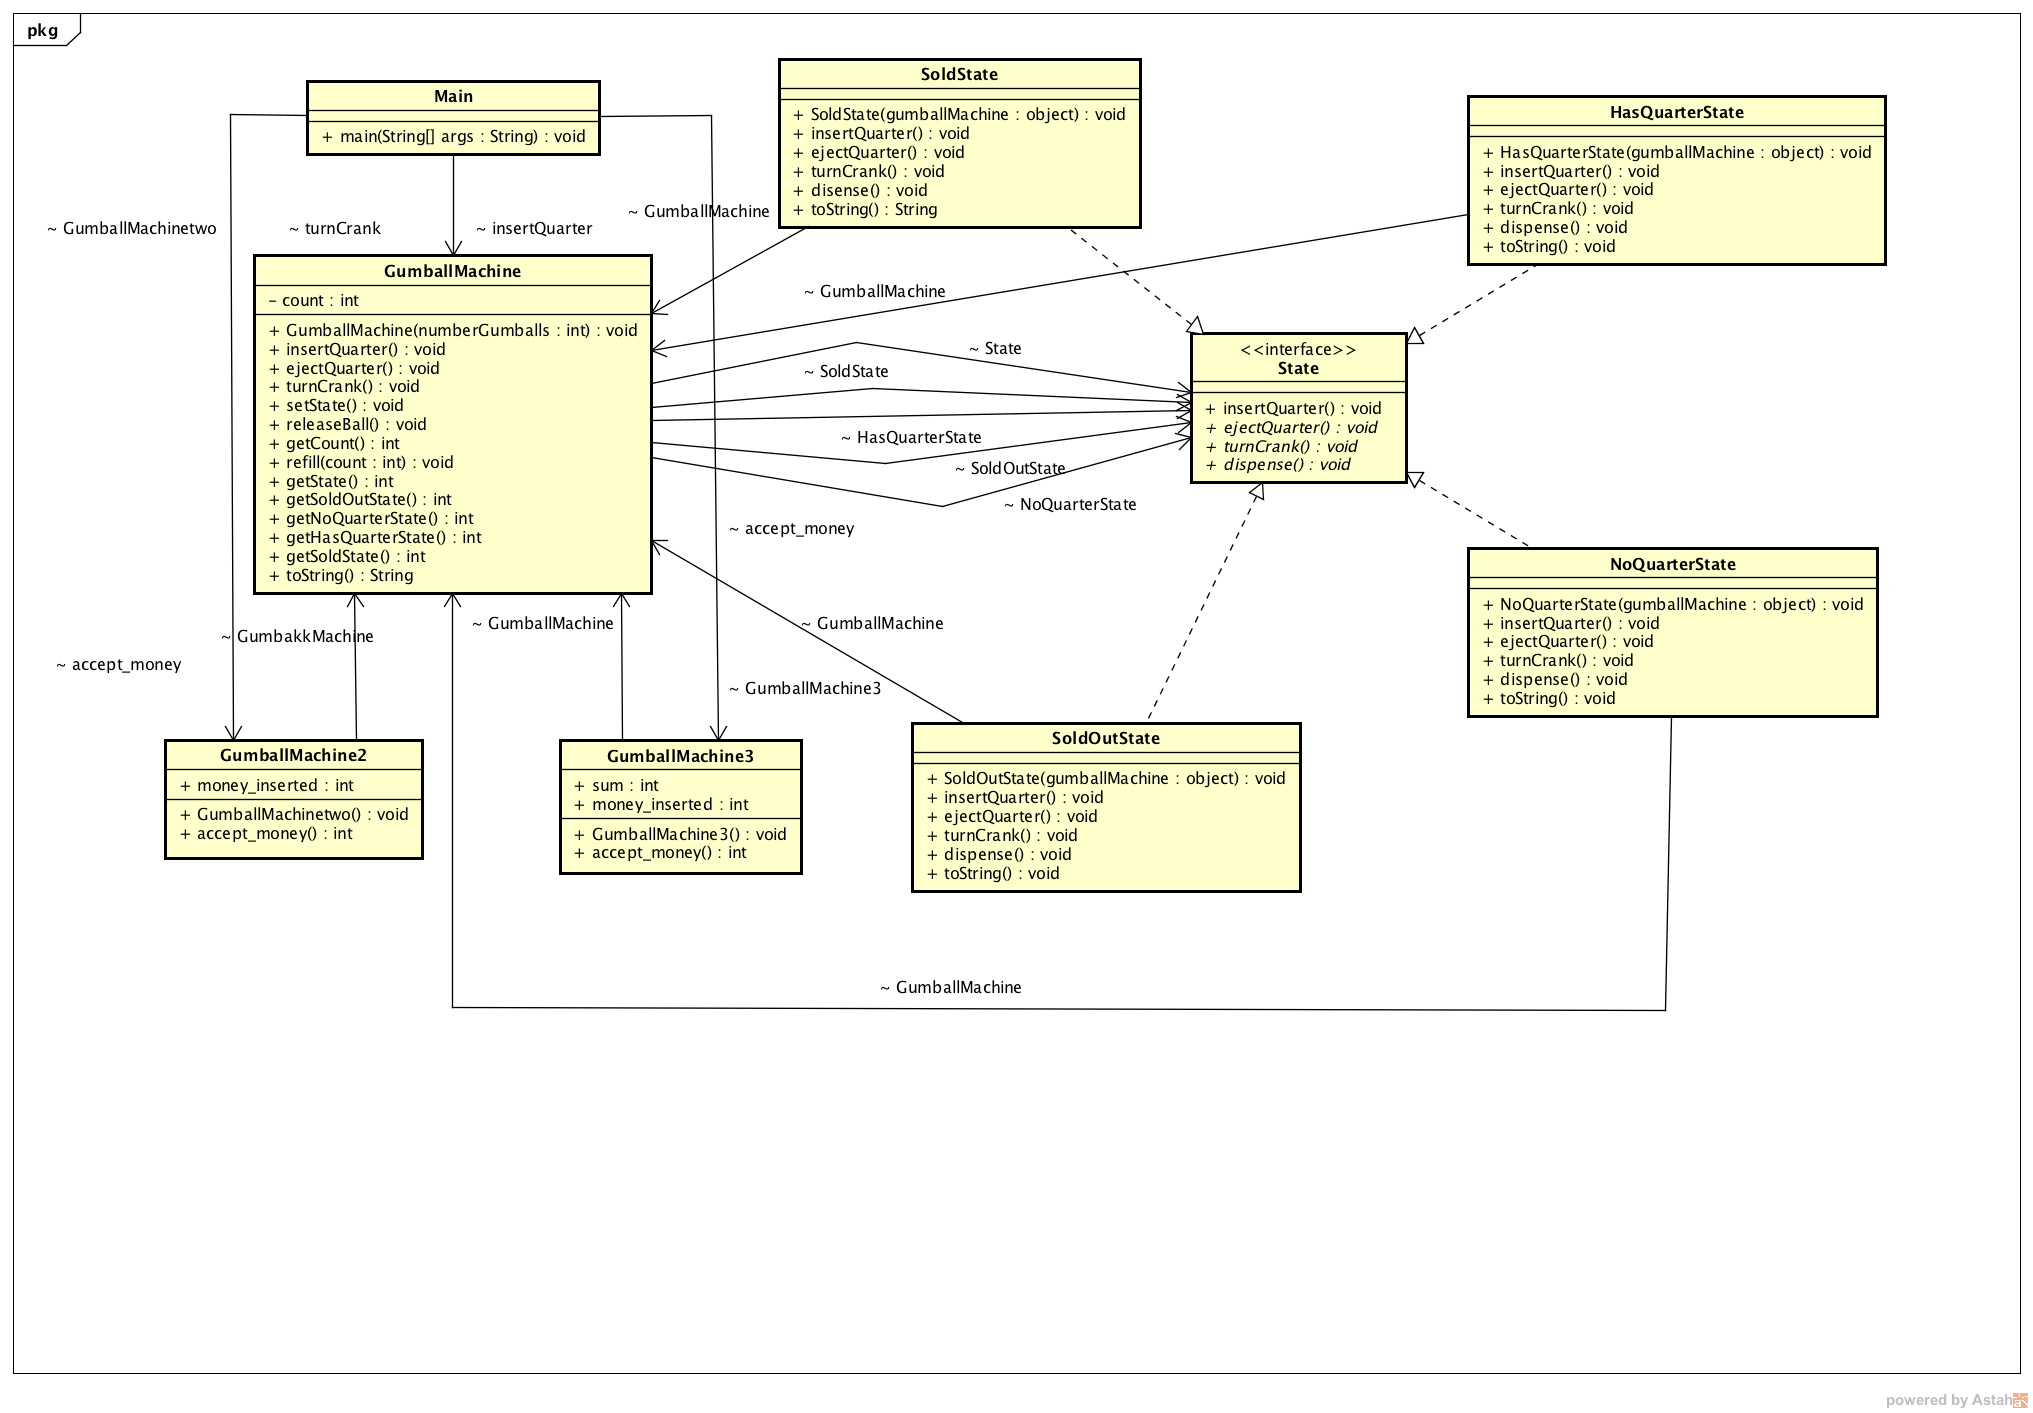 pkg
Main
+ main(String[] args : String) : void
SoldState
+ SoldState(gumballMachine : object) : void
+ insertQuarter() : void
+ ejectQuarter() : void
+ turnCrank() : void
+ disense() : void
+ toString() : String
HasQuarterState
+ HasQuarterState(gumballMachine : object) : void
+ insertQuarter() : void
+ ejectQuarter() : void
+ turnCrank() : void
+ dispense() : void
+ toString() : void
~ GumballMachinetwo
~ turnCrank
~ insertQuarter
~ GumballMachine
GumballMachine
- count : int
+ GumballMachine(numberGumballs : int) : void
+ insertQuarter() : void
+ ejectQuarter() : void
+ turnCrank() : void
+ setState() : void
+ releaseBall() : void
+ getCount() : int
+ refill(count : int) : void
+ getState() : int
+ getSoldOutState() : int
+ getNoQuarterState() : int
+ getHasQuarterState() : int
+ getSoldState() : int
+ toString() : String
~ GumballMachine
~ State
~ SoldState
~ HasQuarterState
~ SoldOutState
~ NoQuarterState
<<interface>>
State
+ insertQuarter() : void
+ ejectQuarter() : void
+ turnCrank() : void
+ dispense() : void
~ accept_money
~ GumbakkMachine
~ GumballMachine
~ GumballMachine
~ accept_money
~ GumballMachine3
NoQuarterState
+ NoQuarterState(gumballMachine : object) : void
+ insertQuarter() : void
+ ejectQuarter() : void
+ turnCrank() : void
+ dispense() : void
+ toString() : void
GumballMachine2
+ money_inserted : int
+ GumballMachinetwo() : void
+ accept_money() : int
GumballMachine3
+ sum : int
+ money_inserted : int
+ GumballMachine3() : void
+ accept_money() : int
SoldOutState
+ SoldOutState(gumballMachine : object) : void
+ insertQuarter() : void
+ ejectQuarter() : void
+ turnCrank() : void
+ dispense() : void
+ toString() : void
~ GumballMachine
powered by Astah